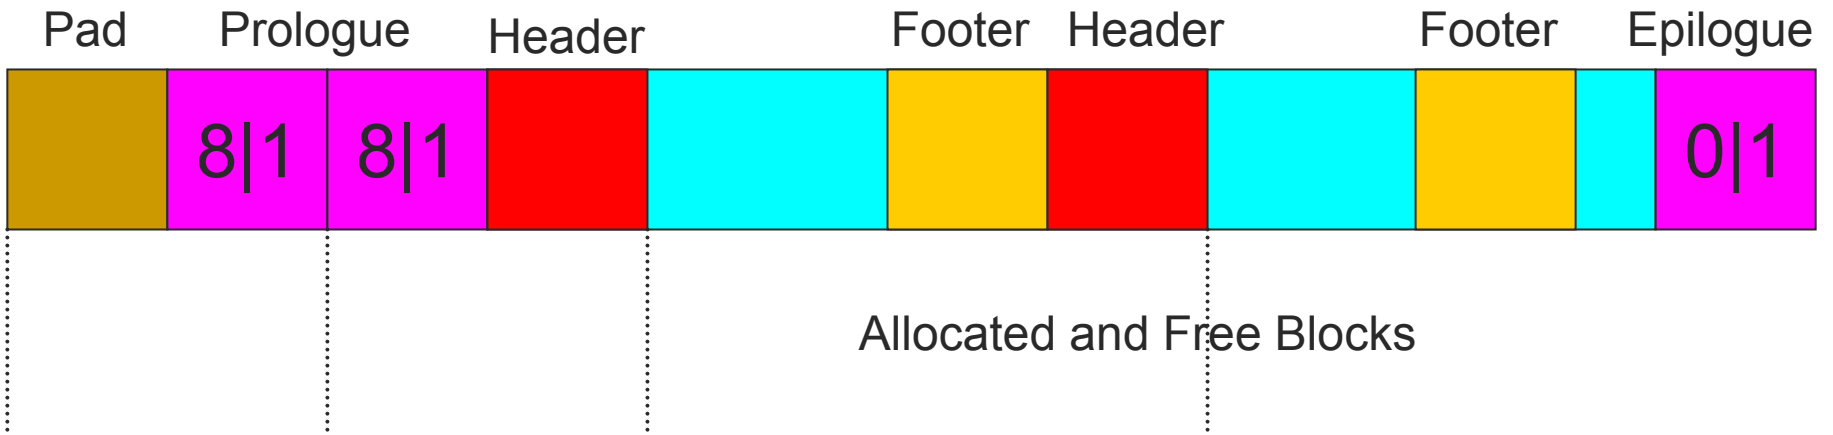 Pad Prologue Header Footer Header Footer Epilogue
8|1 8|1 0|1
Allocated and Free Blocks